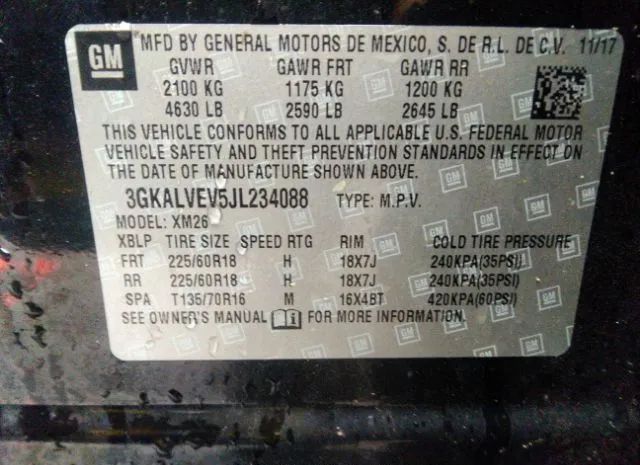 GM MFD BY GENERAL MOTORS DE MEXICO, S. DE R.L. DE C.V. 11/17
GVWR GAWR FRT GAWR RR
2100 KG 1175 KG 1200 KG
4630 LB 2590 LB 2645 LB
THIS VEHICLE CONFORMS TO ALL APPLICABLE U.S. FEDERAL MOTOR
VEHICLE SAFETY AND THEFT PREVENTION STANDARDS IN EFFECT ON
THE DATE OF MANUFACTURE SHOWN ABOVE.
3GKALVEV5JL234088 TYPE: M.P.V.
MODEL: XM26
XBLP TIRE SIZE SPEED RTG RIM COLD TIRE PRESSURE
FRT 225/60R18 H 18X7J 240KPA(35PSI)
RR 225/60R18 H 18X7J 240KPA(35PSI)
SPA T135/70R16 M 16X4BT 420KPA(60PSI)
SEE OWNER'S MANUAL FOR MORE INFORMATION.